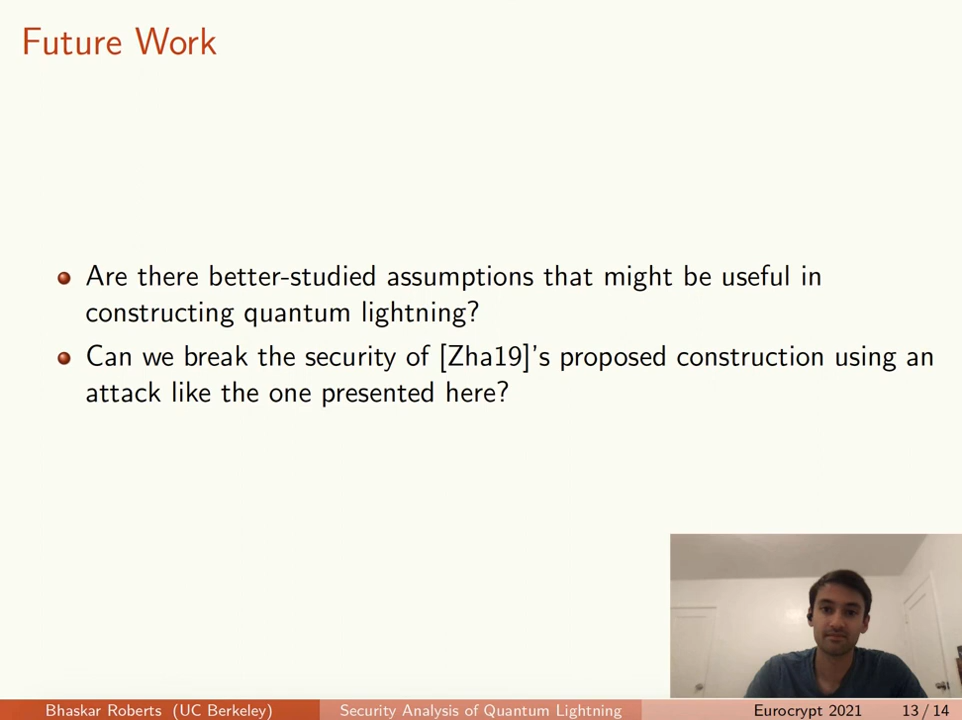 Future Work
Are there better-studied assumptions that might be useful in
constructing quantum lightning?
Can we break the security of [Zha19]'s proposed construction using an
attack like the one presented here?
Bhaskar Roberts (UC Berkeley) Security Analysis of Quantum Lightning Eurocrypt 2021 13 / 14